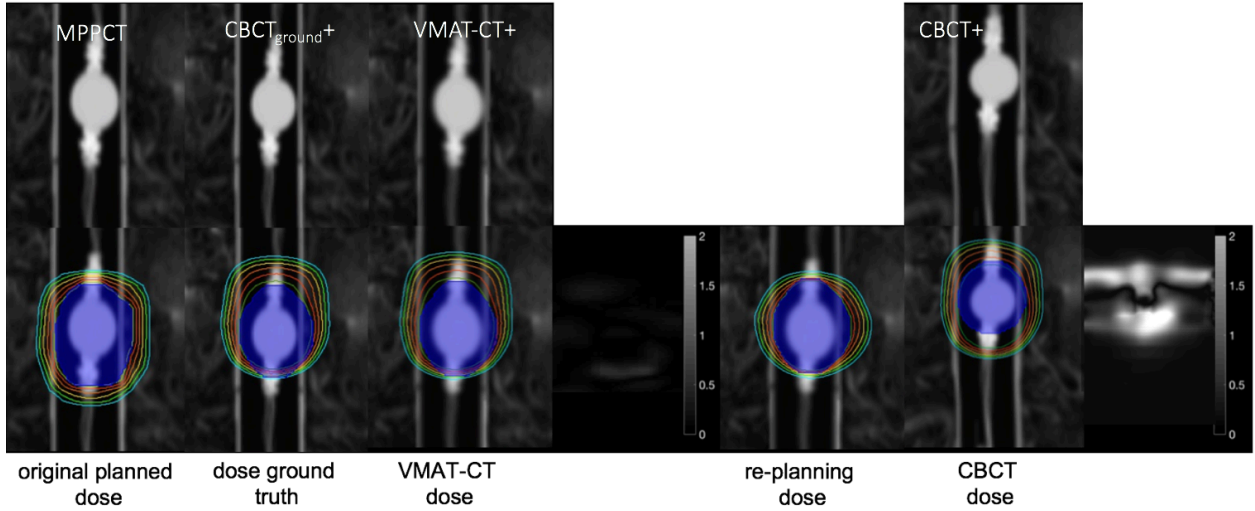 MPPCT
CBCTground+
VMAT-CT+
CBCT+
2
1.5
1
0.5
0
2
1.5
1
0.5
0
original planned
dose
dose ground
truth
VMAT-CT
dose
re-planning
dose
CBCT
dose